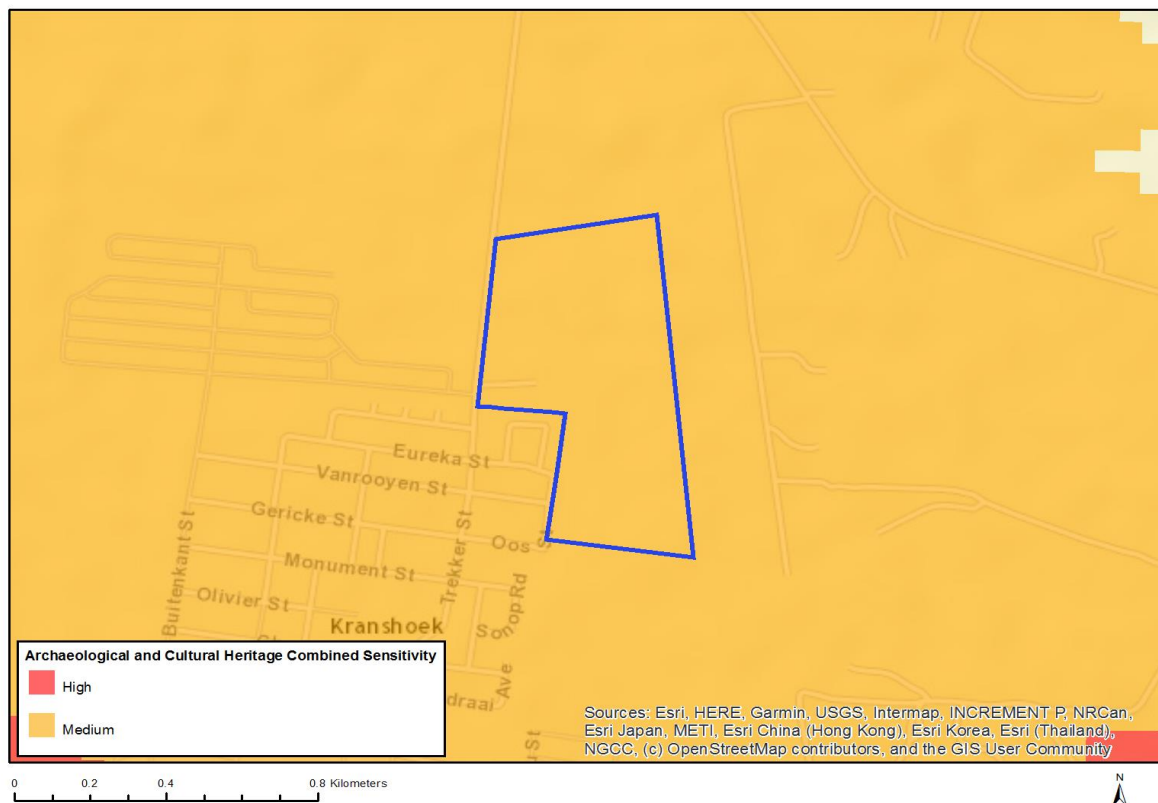 Eureka St
Vanrooyen St
Gericke St
Oos St
Monument St
Trekker St
Buitenkant St
Olivier St
Sonop Rd
Kranshoek
Archaeological and Cultural Heritage Combined Sensitivity
High
Medium
draai Ave
St
Sources: Esri, HERE, Garmin, USGS, Intermap, INCREMENT P, NRCan,
Esri Japan, METI, Esri China (Hong Kong), Esri Korea, Esri (Thailand),
NGCC, (c) OpenStreetMap contributors, and the GIS User Community
0 0.2 0.4 0.8 Kilometers
N